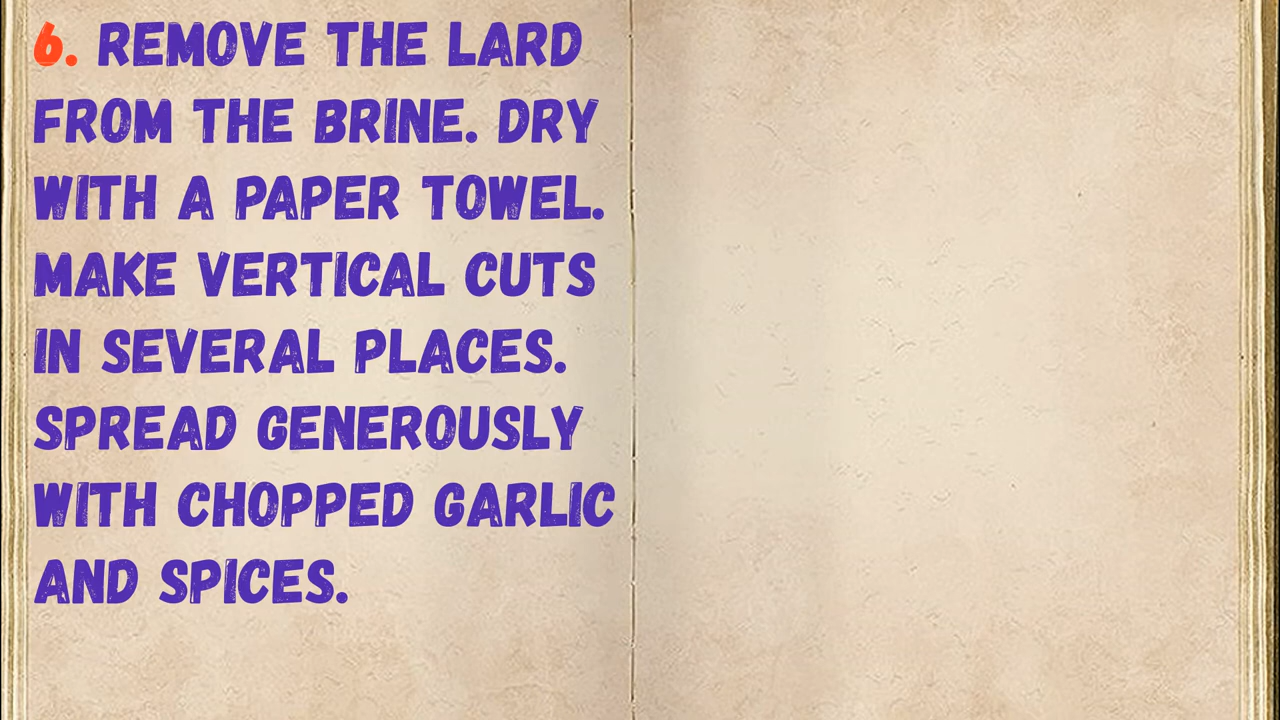 6. REMOVE THE LARD
FROM THE BRINE. DRY
WITH A PAPER TOWEL.
MAKE VERTICAL CUTS
IN SEVERAL PLACES.
SPREAD GENEROUSLY
WITH CHOPPED GARLIC
AND SPICES.